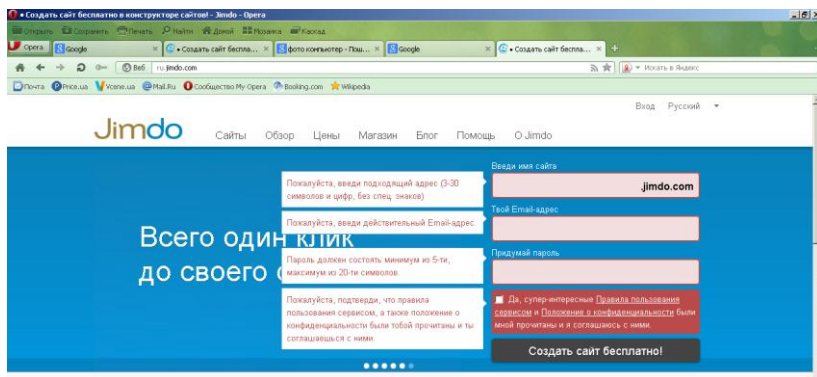 • Создать сайт бесплатно в конструкторе сайтов! - Jimdo - Opera
Открыть Сохранить Печать Найти Домой Мозаика Каскад
Opera Google • Создать сайт беспла... фото компьютер - Пош... Google • Создать сайт беспла...
Веб ru.jimdo.com Искать в Яндекс
Почта Price.ua Vcene.ua Mail.Ru Сообщество My Opera Booking.com Wikipedia
Вход Русский
Jimdo Сайты Обзор Цены Магазин Блог Помощь О Jimdo
Введи имя сайта
Пожалуйста, введи подходящий адрес (3-30
символов и цифр, без спец. знаков)
.jimdo.com
Твой Email-адрес
Пожалуйста, введи действительный Email-адрес.
Всего один клик
до своего
Придумай пароль
Пароль должен состоять минимум из 5-ти,
максимум из 20-ти символов.
Пожалуйста, подтверди, что правила
пользования сервисом, а также положение о
конфиденциальности были тобой прочитаны и ты
соглашаешься с ними.
Да, супер-интересные Правила пользования
сервисом и Положение о конфиденциальности были
мной прочитаны и я соглашаюсь с ними.
Создать сайт бесплатно!